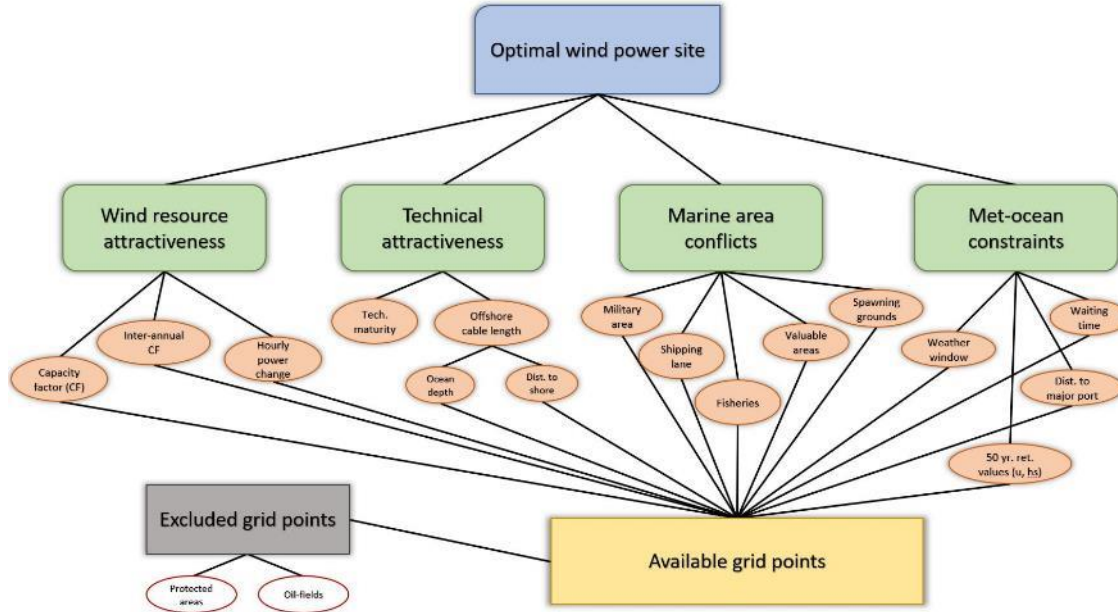 Optimal wind power site
Wind resource
attractiveness
Technical
attractiveness
Marine area
conflicts
Met-ocean
constraints
Capacity
factor (CF)
Inter-annual
CF
Hourly
power
change
Tech.
maturity
Offshore
cable length
Ocean
depth
Dist. to
shore
Military
area
Shipping
lane
Fisheries
Valuable
areas
Spawning
grounds
Weather
window
Waiting
time
Dist. to
major port
50 yr. ret.
values (u, hs)
Excluded grid points
Protected
areas
Oil-fields
Available grid points